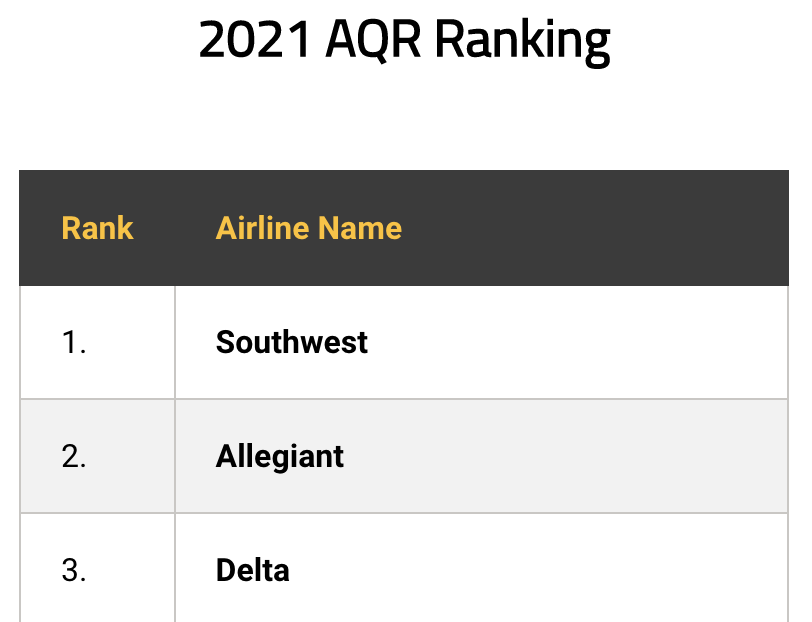 2021 AQR Ranking
Rank Airline Name
1. Southwest
2. Allegiant
3. Delta